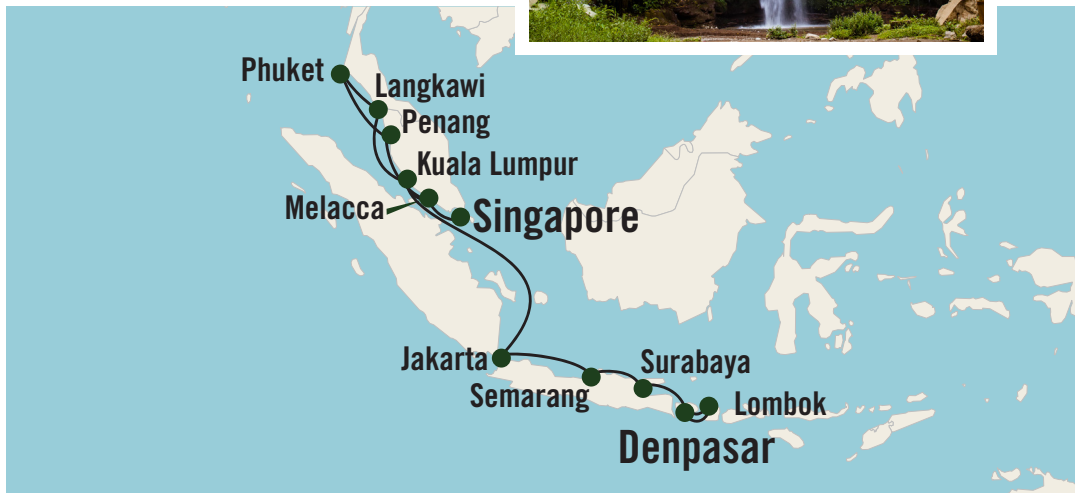 Phuket
Langkawi
Penang
Kuala Lumpur
Melacca
Singapore
Jakarta
Surabaya
Semarang
Lombok
Denpasar